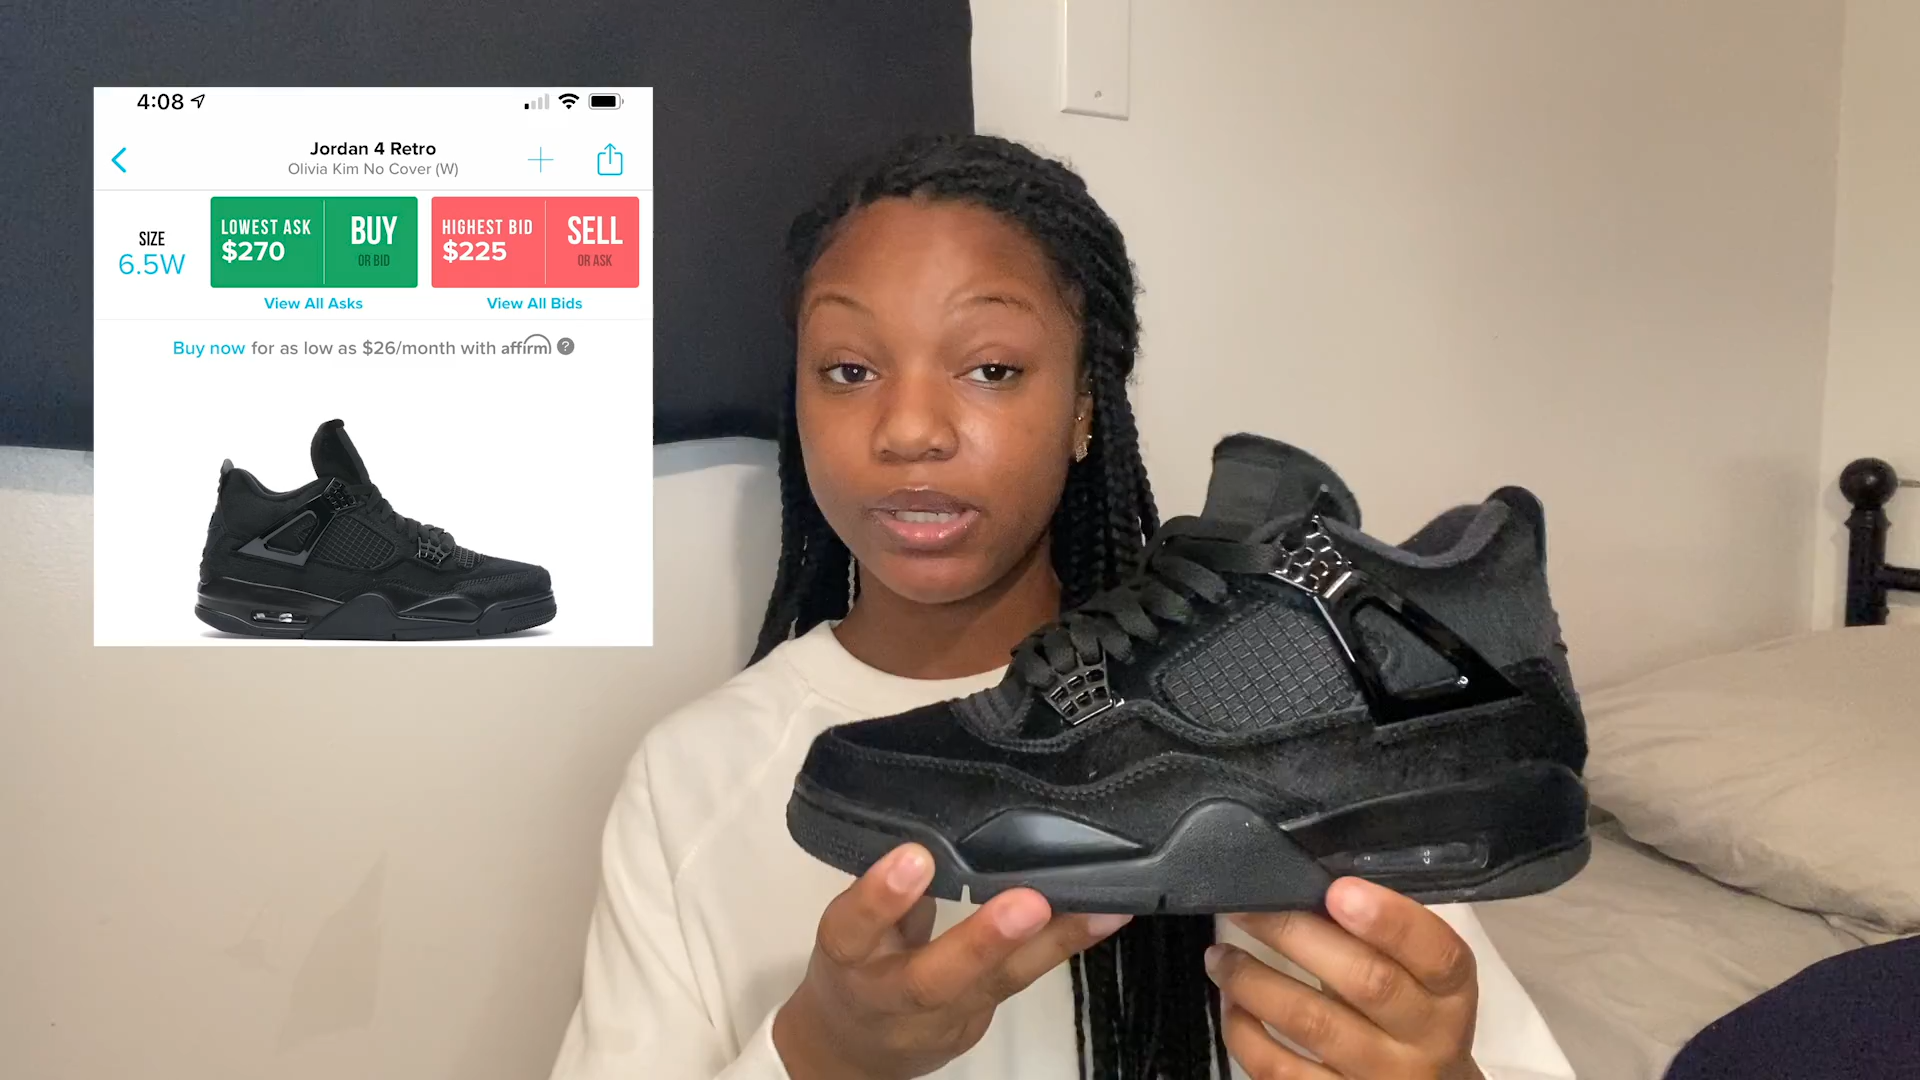 4:08
Jordan 4 Retro
Olivia Kim No Cover (W)
SIZE
6.5W
LOWEST ASK
$270
BUY
OR BID
HIGHEST BID
$225
SELL
OR ASK
View All Asks
View All Bids
Buy now for as low as $26/month with affirm ?